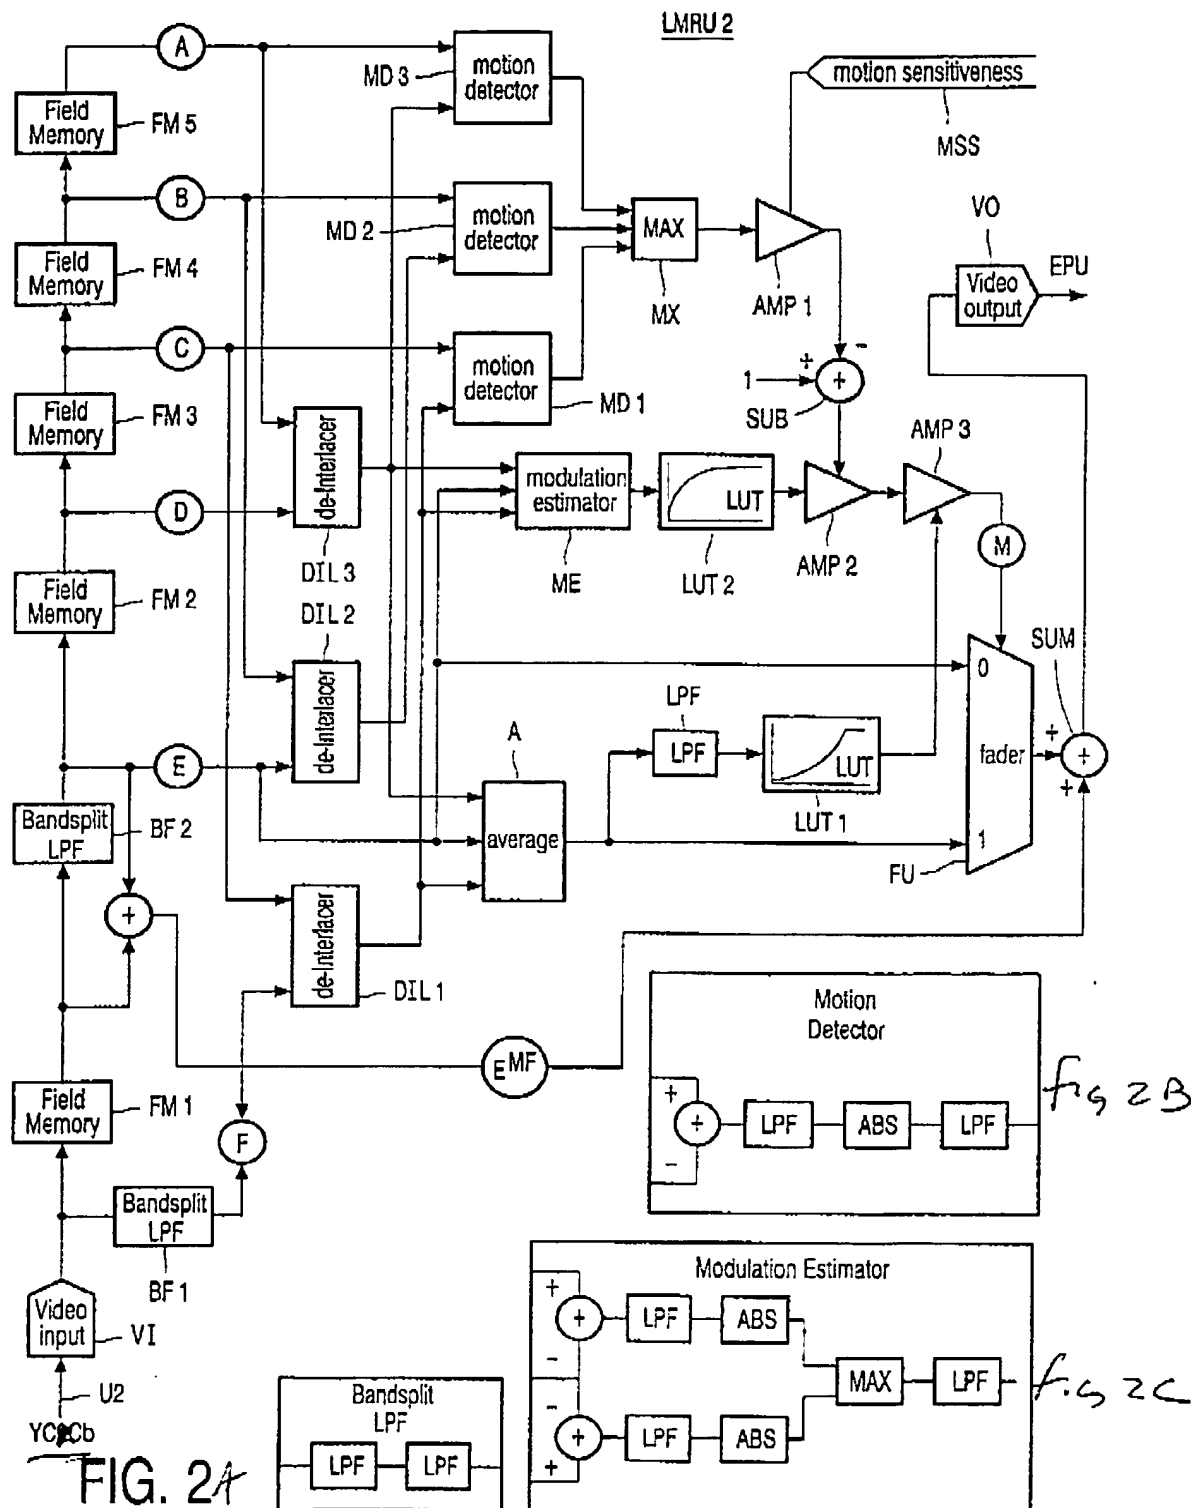 LMRU 2
A
motion detector
MD 3
motion sensitiveness
MSS
Field Memory
FM 5
B
motion detector
MD 2
MAX
MX
AMP 1
VO
Video output
EPU
Field Memory
FM 4
C
motion detector
MD 1
+
-
1
+
SUB
Field Memory
FM 3
de-Interlacer
DIL 3
modulation estimator
ME
LUT
LUT 2
AMP 2
AMP 3
M
D
Field Memory
FM 2
DIL 2
de-Interlacer
0
SUM
LPF
LPF
LUT
LUT 1
fader
+
+
+
E
A
average
1
FU
Bandsplit LPF
BF 2
+
de-Interlacer
DIL 1
E MF
Field Memory
FM 1
F
Bandsplit LPF
BF 1
Video input
VI
U2
Motion
Detector
+
+
-
LPF
ABS
LPF
fig 2B
Modulation Estimator
+
+
-
LPF
ABS
-
+
+
LPF
ABS
MAX
LPF
fig 2C
Bandsplit
LPF
LPF
LPF
FIG. 2A